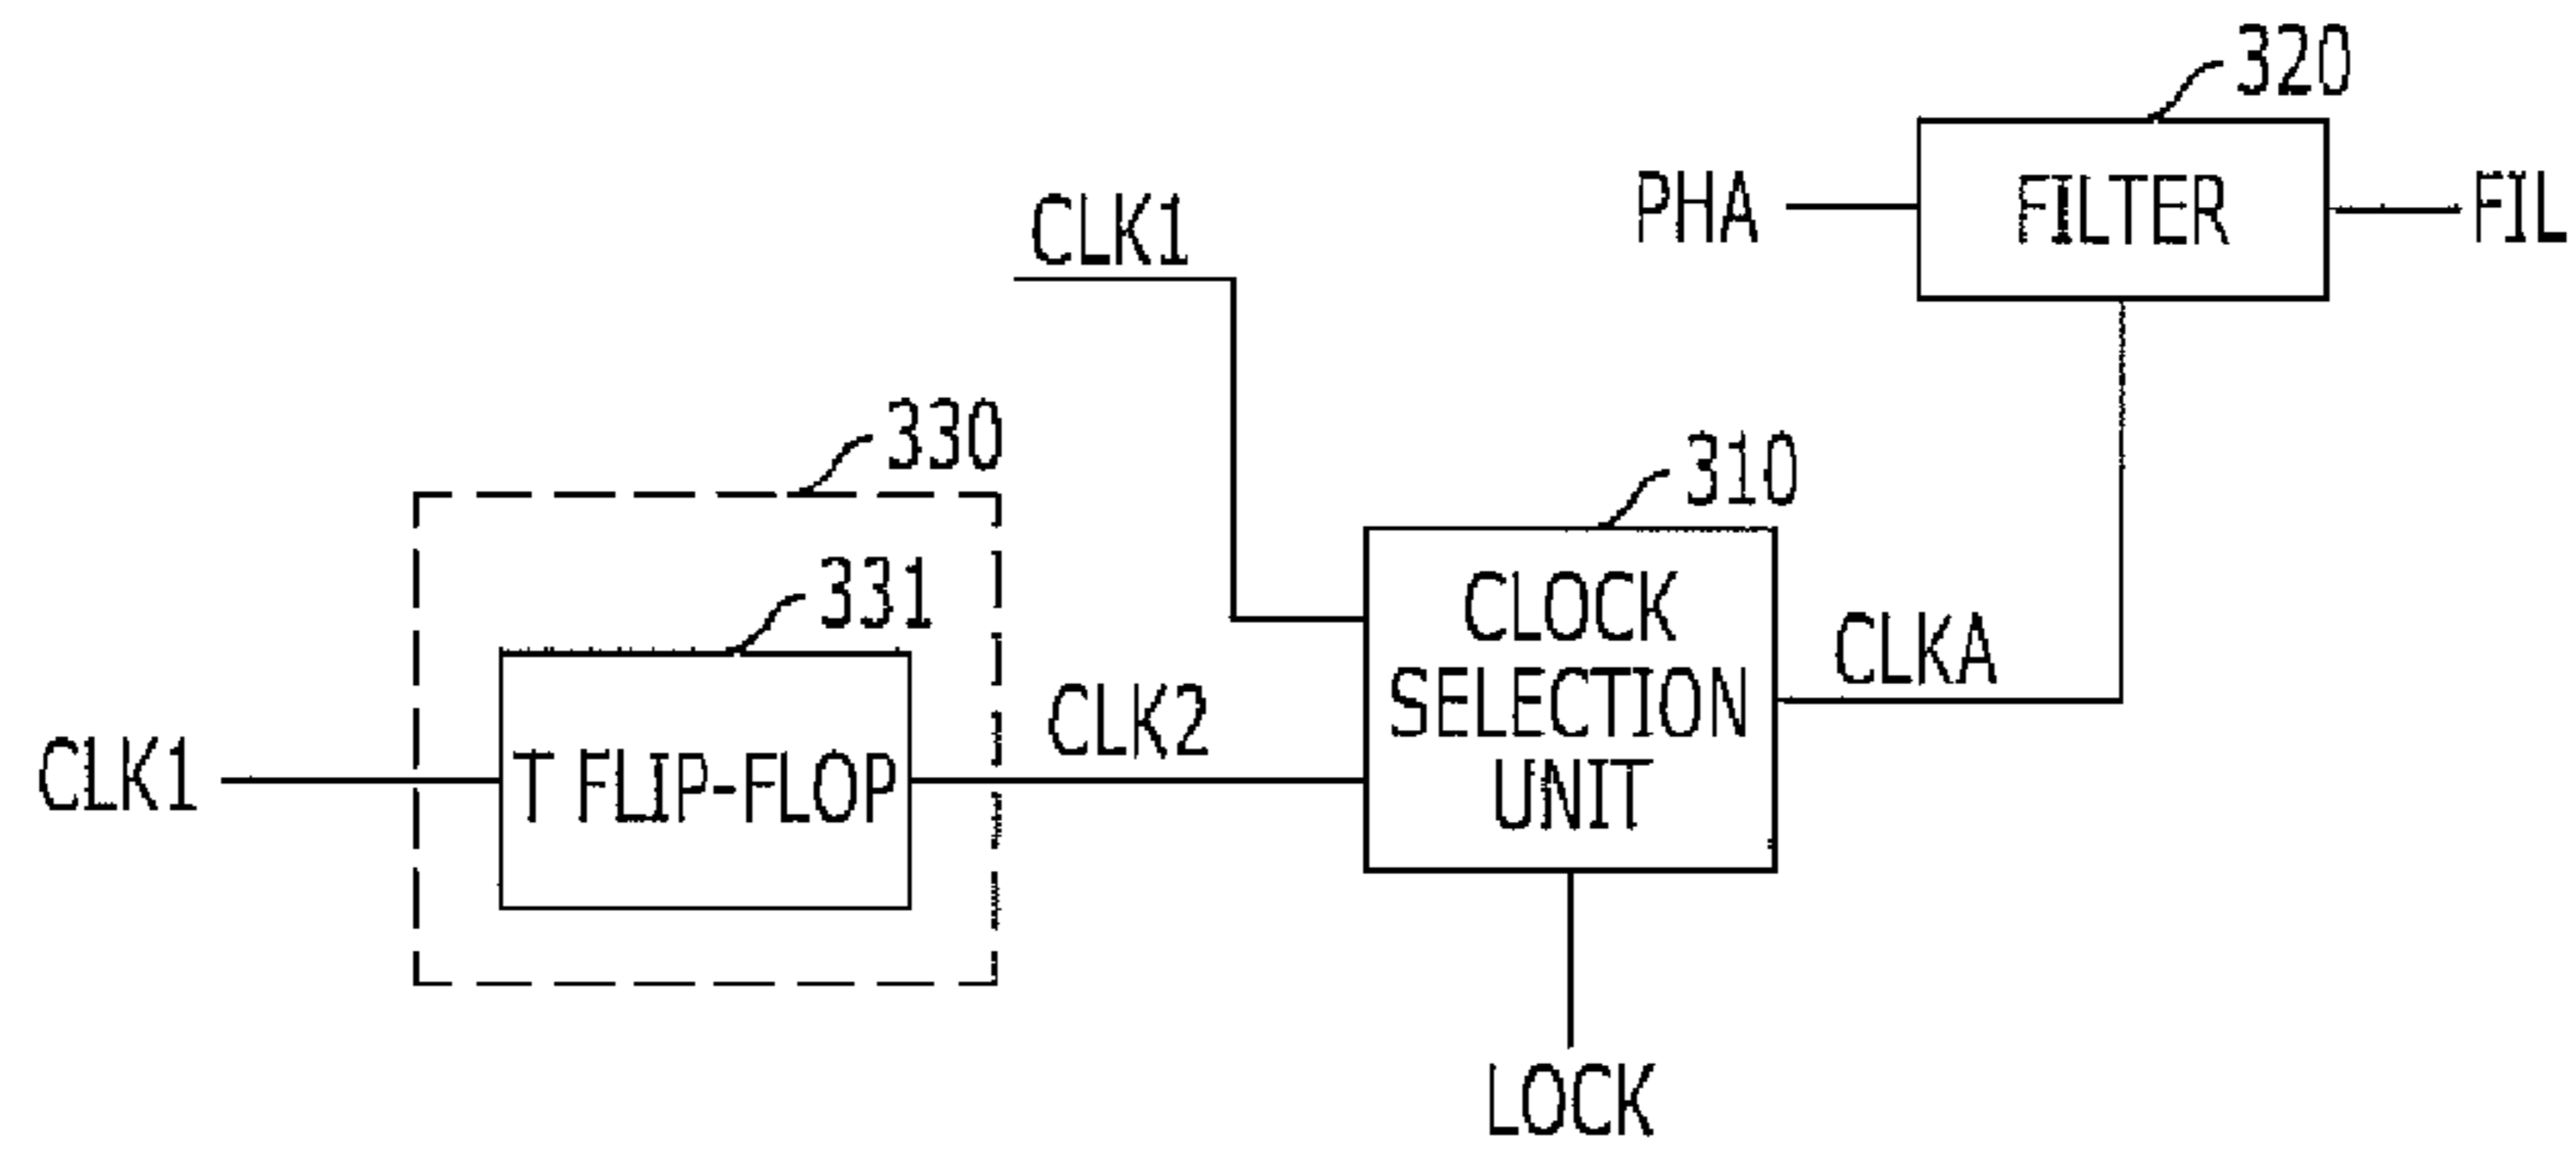 320
PHA
FILTER
FIL
CLK1
330
310
331
CLOCK
SELECTION
UNIT
CLKA
CLK2
CLK1
T FLIP-FLOP
LOCK